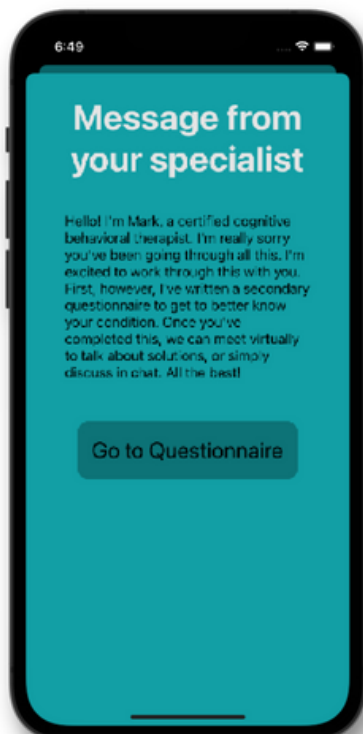 6:49
Message from
your specialist
Hello! I'm Mark, a certified cognitive
behavioral therapist. I'm really sorry
you've been going through all this. I'm
excited to work through this with you.
First, however, I've written a secondary
questionnaire to get to better know
your condition. Once you've
completed this, we can meet virtually
to talk about solutions, or simply
discuss in chat. All the best!
Go to Questionnaire